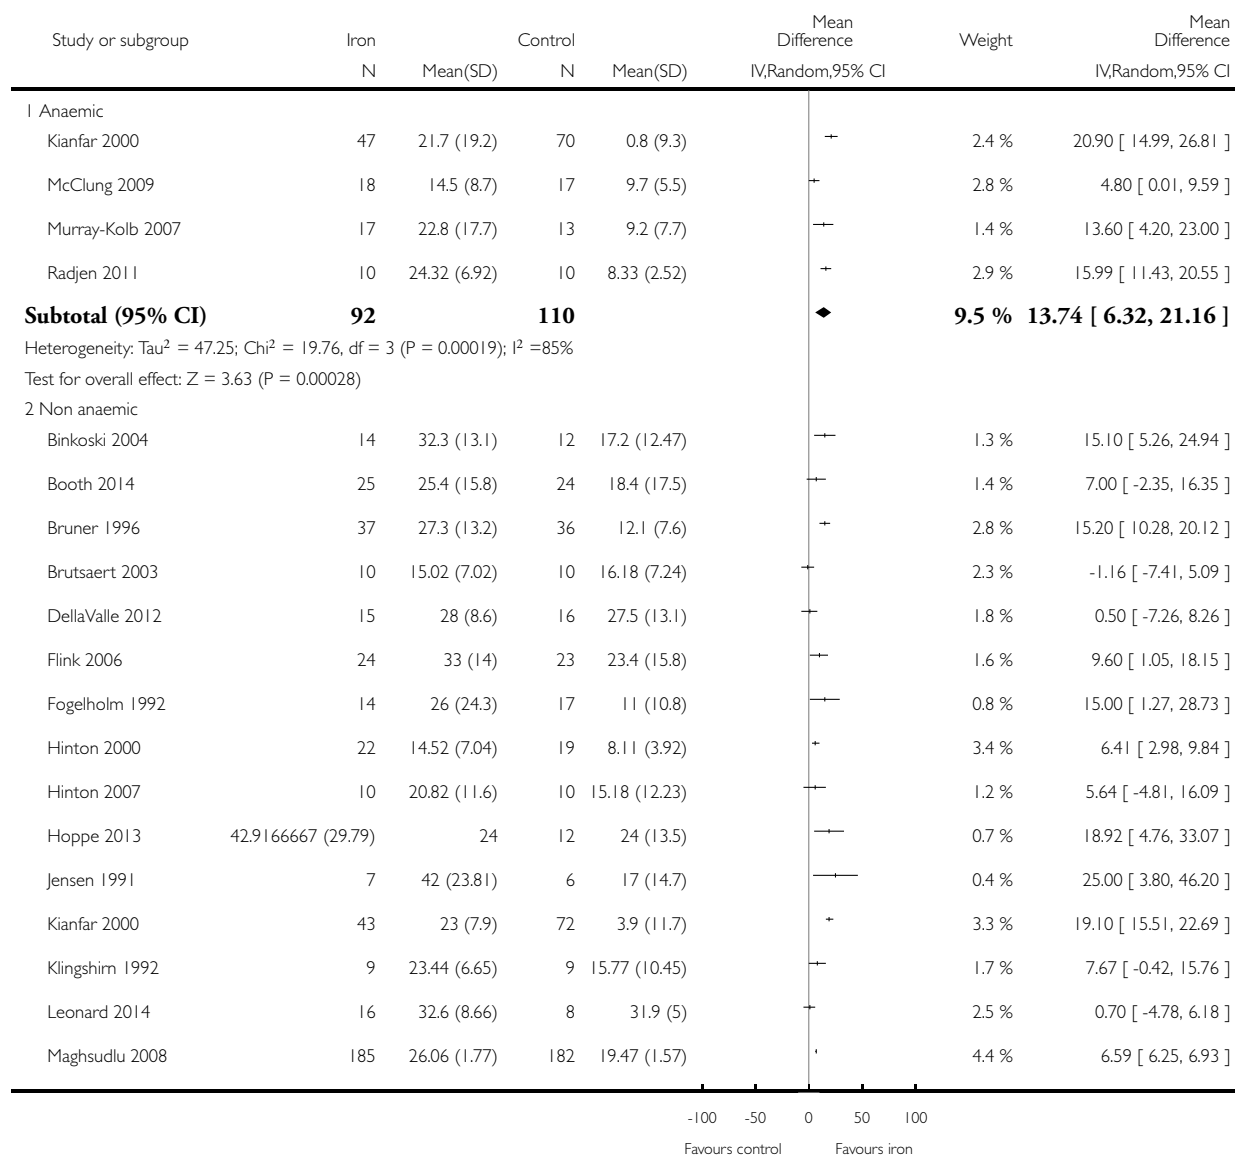 Study or subgroup Iron Control Mean Difference Weight Mean Difference
N Mean(SD) N Mean(SD) IV,Random,95% CI IV,Random,95% CI
1 Anaemic
Kianfar 2000 47 21.7 (19.2) 70 0.8 (9.3) 2.4 % 20.90 [ 14.99, 26.81 ]
McClung 2009 18 14.5 (8.7) 17 9.7 (5.5) 2.8 % 4.80 [ 0.01, 9.59 ]
Murray-Kolb 2007 17 22.8 (17.7) 13 9.2 (7.7) 1.4 % 13.60 [ 4.20, 23.00 ]
Radjen 2011 10 24.32 (6.92) 10 8.33 (2.52) 2.9 % 15.99 [ 11.43, 20.55 ]
Subtotal (95% CI) 92 110 9.5 % 13.74 [ 6.32, 21.16 ]
Heterogeneity: Tau² = 47.25; Chi² = 19.76, df = 3 (P = 0.00019); I² =85%
Test for overall effect: Z = 3.63 (P = 0.00028)
2 Non anaemic
Binkoski 2004 14 32.3 (13.1) 12 17.2 (12.47) 1.3 % 15.10 [ 5.26, 24.94 ]
Booth 2014 25 25.4 (15.8) 24 18.4 (17.5) 1.4 % 7.00 [ -2.35, 16.35 ]
Bruner 1996 37 27.3 (13.2) 36 12.1 (7.6) 2.8 % 15.20 [ 10.28, 20.12 ]
Brutsaert 2003 10 15.02 (7.02) 10 16.18 (7.24) 2.3 % -1.16 [ -7.41, 5.09 ]
DellaValle 2012 15 28 (8.6) 16 27.5 (13.1) 1.8 % 0.50 [ -7.26, 8.26 ]
Flink 2006 24 33 (14) 23 23.4 (15.8) 1.6 % 9.60 [ 1.05, 18.15 ]
Fogelholm 1992 14 26 (24.3) 17 11 (10.8) 0.8 % 15.00 [ 1.27, 28.73 ]
Hinton 2000 22 14.52 (7.04) 19 8.11 (3.92) 3.4 % 6.41 [ 2.98, 9.84 ]
Hinton 2007 10 20.82 (11.6) 10 15.18 (12.23) 1.2 % 5.64 [ -4.81, 16.09 ]
Hoppe 2013 42.9166667 (29.79) 24 12 24 (13.5) 0.7 % 18.92 [ 4.76, 33.07 ]
Jensen 1991 7 42 (23.81) 6 17 (14.7) 0.4 % 25.00 [ 3.80, 46.20 ]
Kianfar 2000 43 23 (7.9) 72 3.9 (11.7) 3.3 % 19.10 [ 15.51, 22.69 ]
Klingshirn 1992 9 23.44 (6.65) 9 15.77 (10.45) 1.7 % 7.67 [ -0.42, 15.76 ]
Leonard 2014 16 32.6 (8.66) 8 31.9 (5) 2.5 % 0.70 [ -4.78, 6.18 ]
Maghsudlu 2008 185 26.06 (1.77) 182 19.47 (1.57) 4.4 % 6.59 [ 6.25, 6.93 ]
-100 -50 0 50 100
Favours control Favours iron